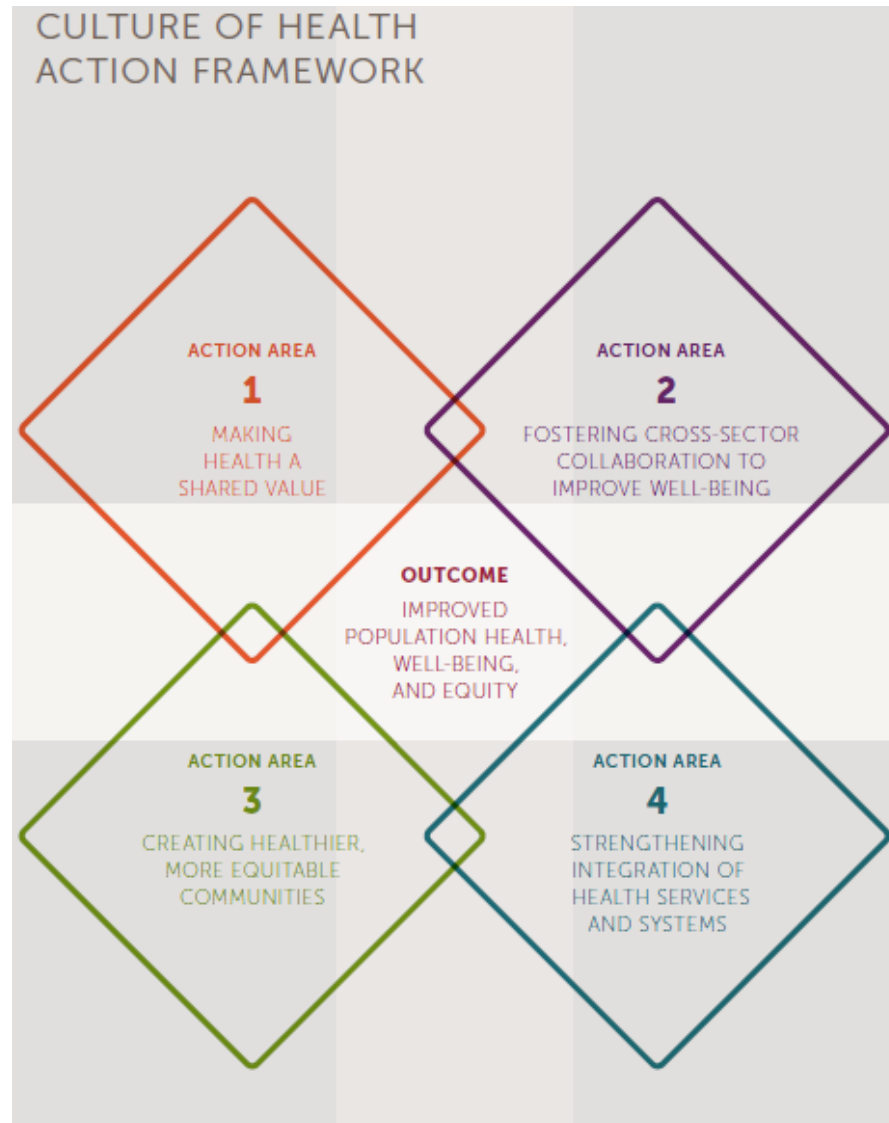 CULTURE OF HEALTH
ACTION FRAMEWORK
ACTION AREA
1
MAKING
HEALTH A
SHARED VALUE
ACTION AREA
2
FOSTERING CROSS-SECTOR
COLLABORATION TO
IMPROVE WELL-BEING
OUTCOME
IMPROVED
POPULATION HEALTH,
WELL-BEING,
AND EQUITY
ACTION AREA
3
CREATING HEALTHIER,
MORE EQUITABLE
COMMUNITIES
ACTION AREA
4
STRENGTHENING
INTEGRATION OF
HEALTH SERVICES
AND SYSTEMS